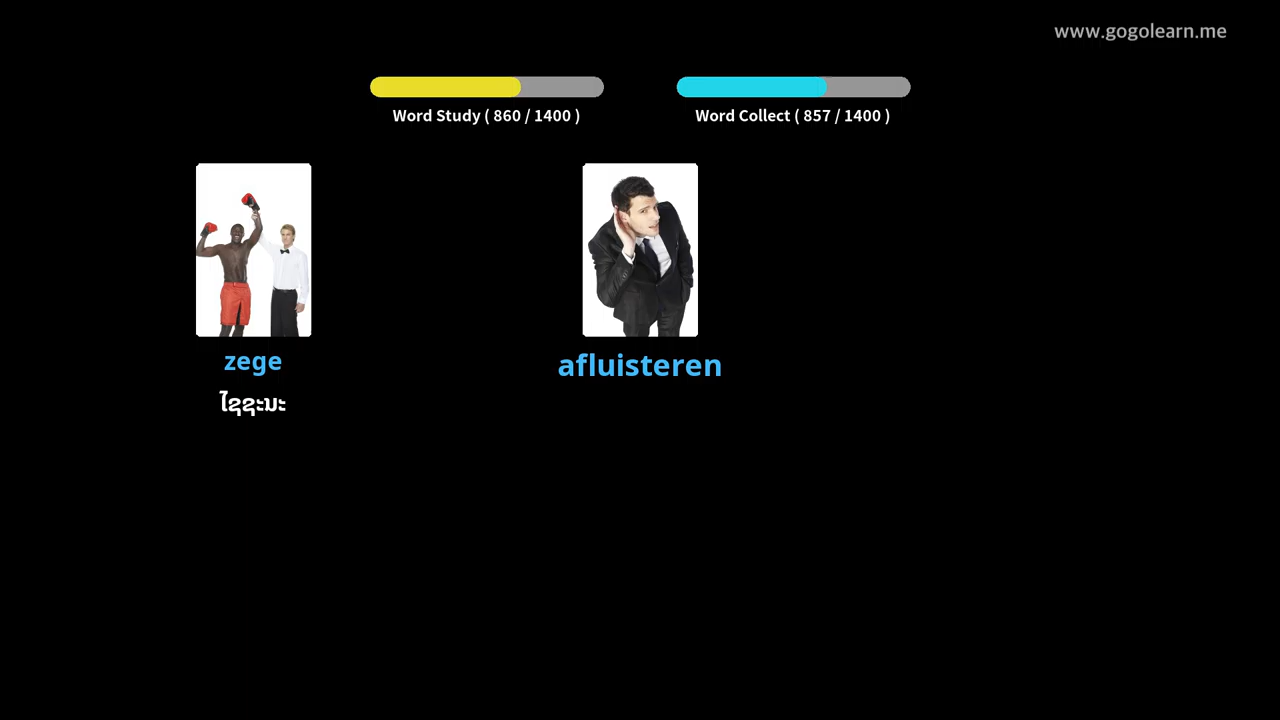 www.gogolearn.me
Word Study ( 860 / 1400 )
Word Collect ( 857 / 1400 )
zege
ໄຊຊະນະ
afluisteren